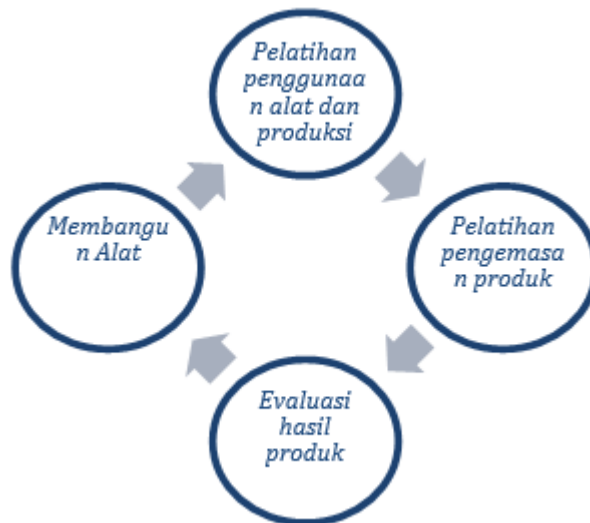 Pelatihan
penggunaa
n alat dan
produksi
Membangu
n Alat
Pelatihan
pengemasa
n produk
Evaluasi
hasil
produk